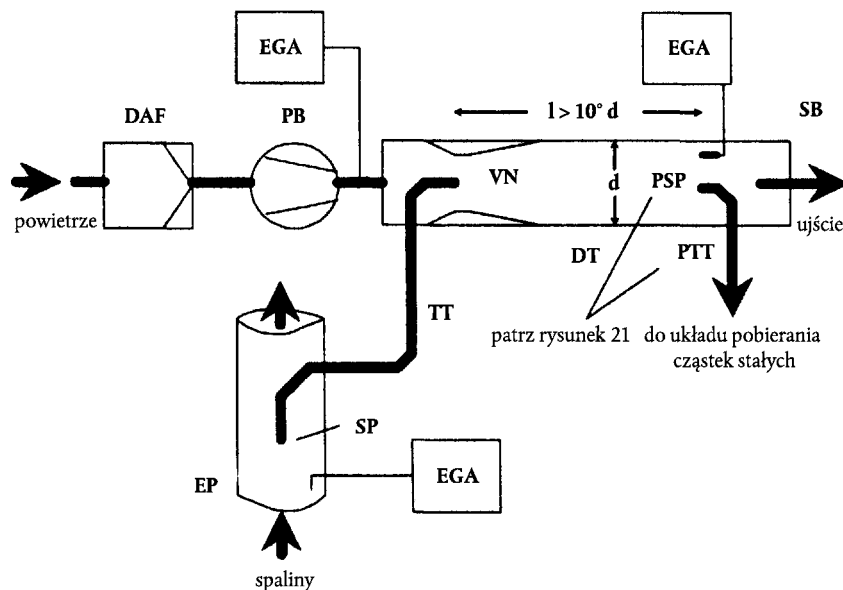 EGA
EGA
DAF
PB
l > 10° d
SB
VN
d
PSP
powietrze
ujście
DT
PTT
TT
patrz rysunek 21
do układu pobierania
cząstek stałych
SP
EP
EGA
spaliny